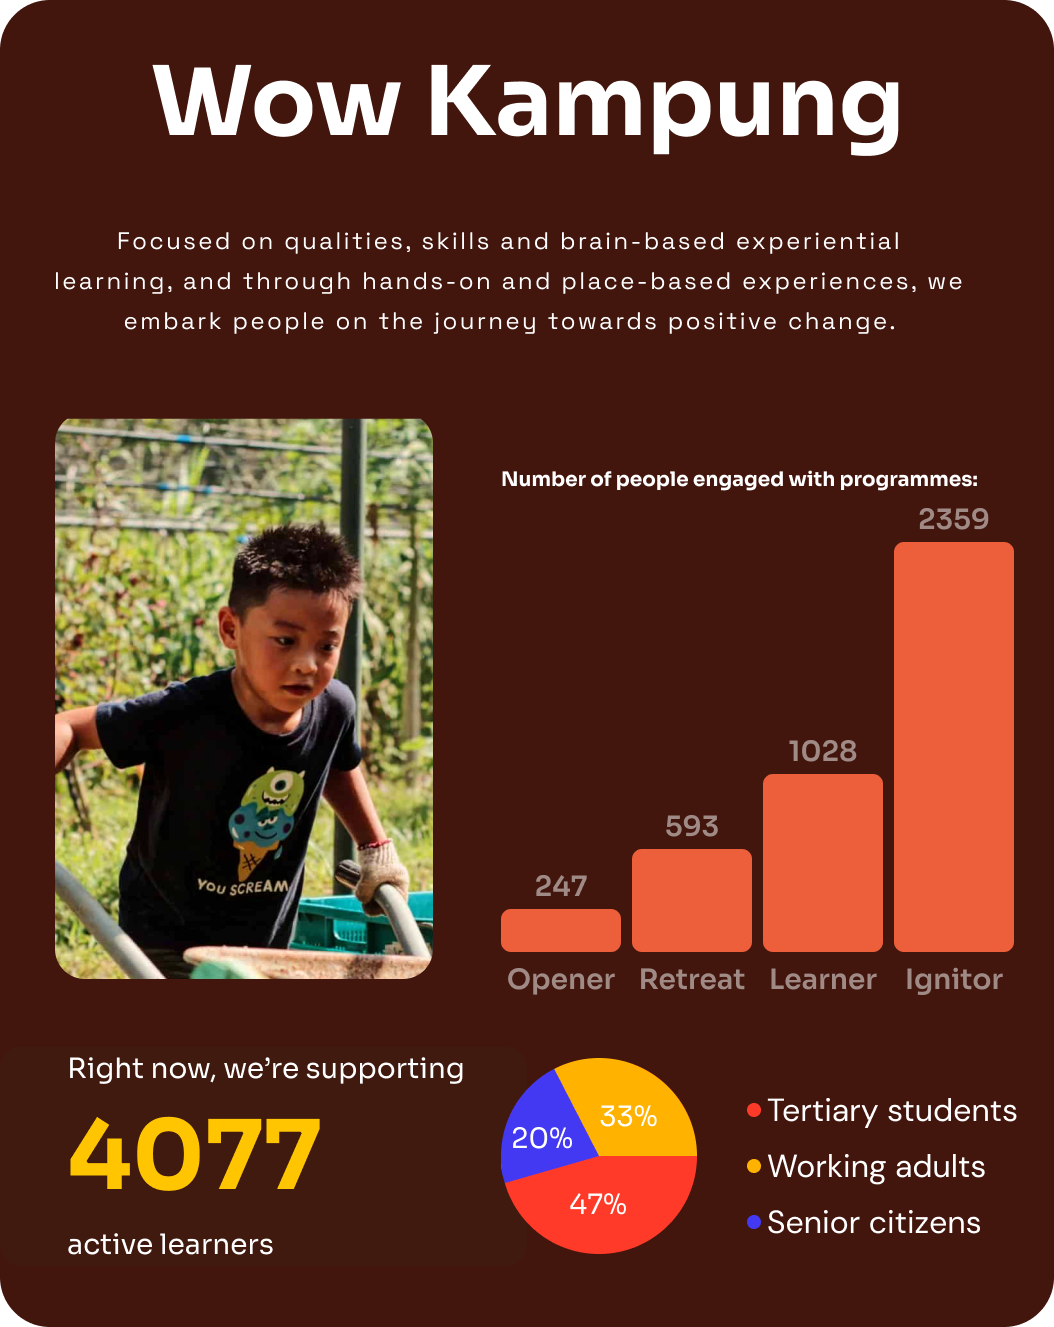 Wow Kampung
Focused on qualities, skills and brain-based experiential
learning, and through hands-on and place-based experiences, we
embark people on the journey towards positive change.
YOU SCREAM
Number of people engaged with programmes:
2359
1028
593
247
Opener Retreat Learner Ignitor
Right now, we’re supporting
4077
active learners
33%
20%
47%
Tertiary students
Working adults
Senior citizens